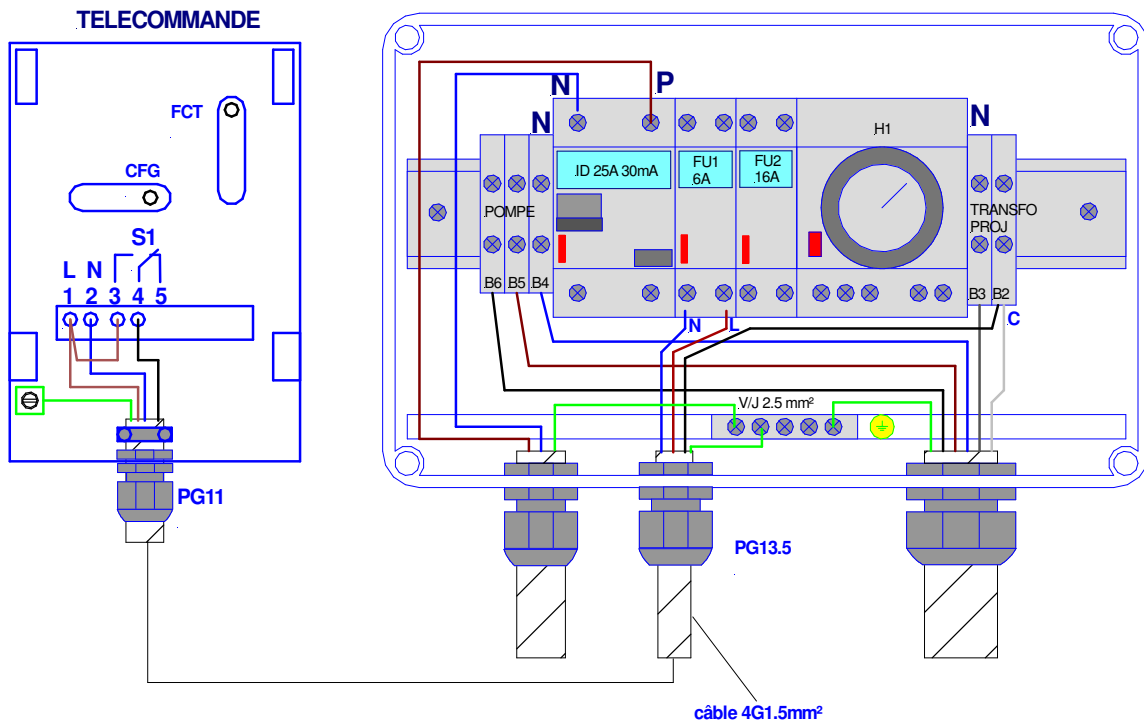 TELECOMMANDE
FCT
CFG
S1
L N
1 2 3 4 5
PG11
N P
N
N
ID 25A 30mA
FU1
6A
FU2
16A
H1
POMPE
TRANSFO
PROJ
B6 B5 B4
B3 B2
N L
C
V/J 2.5 mm²
PG13.5
câble 4G1.5mm²